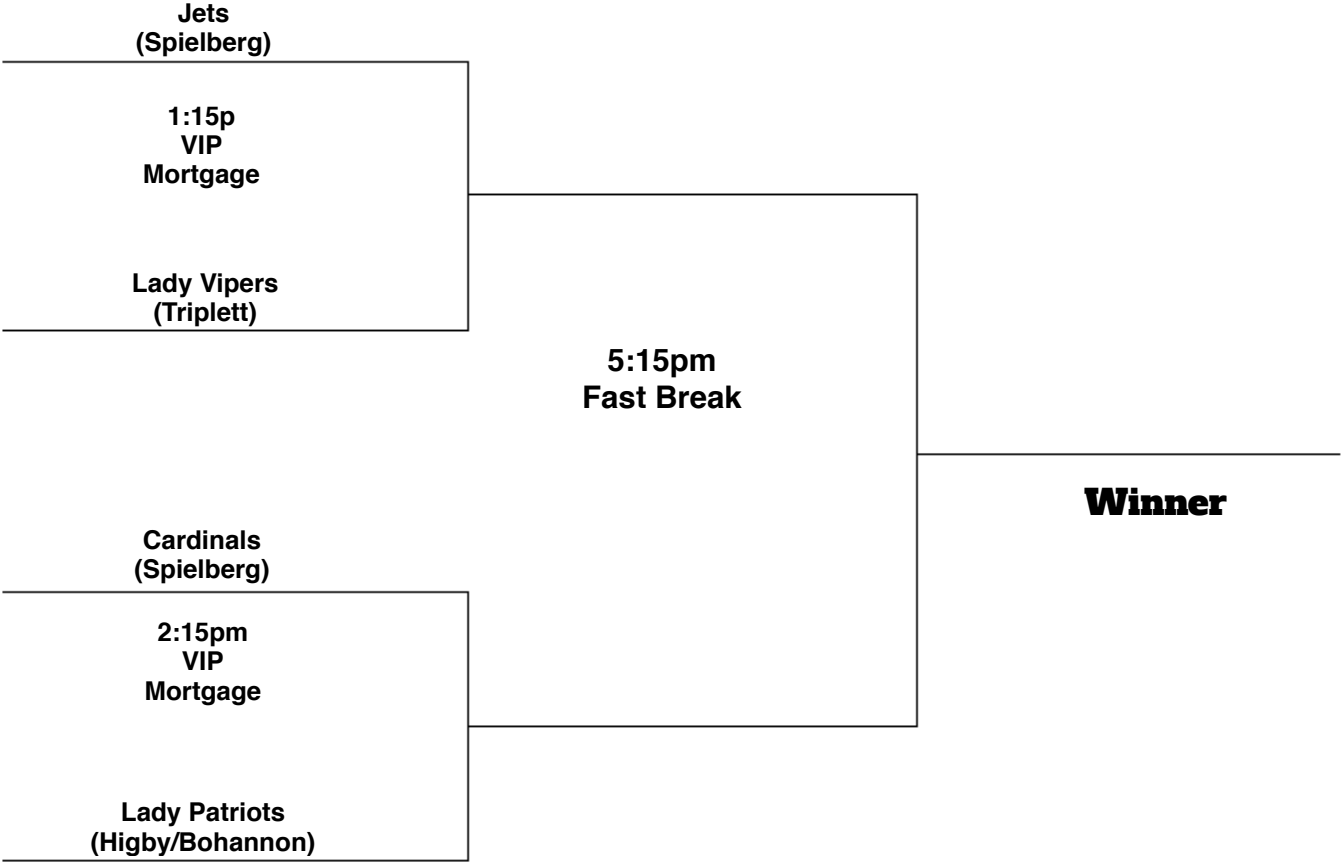 Jets
(Spielberg)
1:15p
VIP
Mortgage
Lady Vipers
(Triplett)
5:15pm
Fast Break
Winner
Cardinals
(Spielberg)
2:15pm
VIP
Mortgage
Lady Patriots
(Higby/Bohannon)